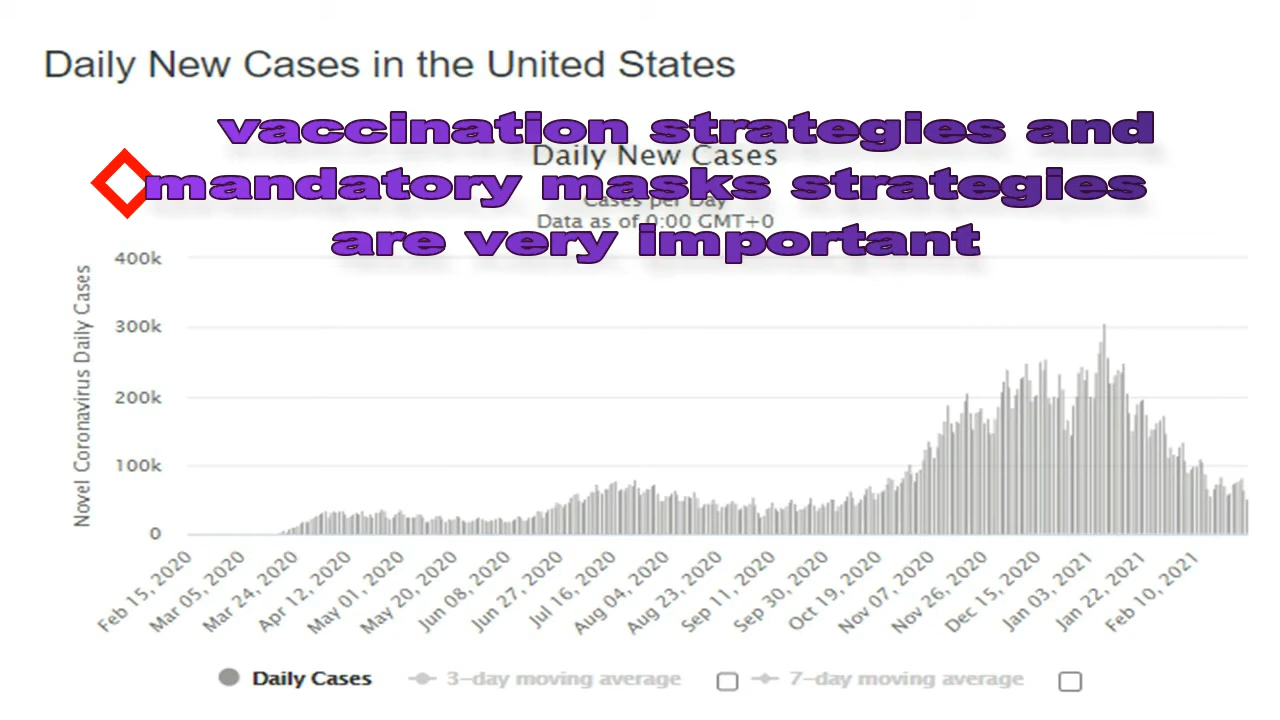 Daily New Cases in the United States
vaccination strategies and
Daily New Cases
mandatory masks strategies
Cases per Day
Data as of 0:00 GMT+0
are very important
Novel Coronavirus Daily Cases
400k
300k
200k
100k
0
Feb 15, 2020
Mar 05, 2020
Mar 24, 2020
Apr 12, 2020
May 01, 2020
May 20, 2020
Jun 08, 2020
Jun 27, 2020
Jul 16, 2020
Aug 04, 2020
Aug 23, 2020
Sep 11, 2020
Sep 30, 2020
Oct 19, 2020
Nov 07, 2020
Nov 26, 2020
Dec 15, 2020
Jan 03, 2021
Jan 22, 2021
Feb 10, 2021
Daily Cases 3-day moving average 7-day moving average